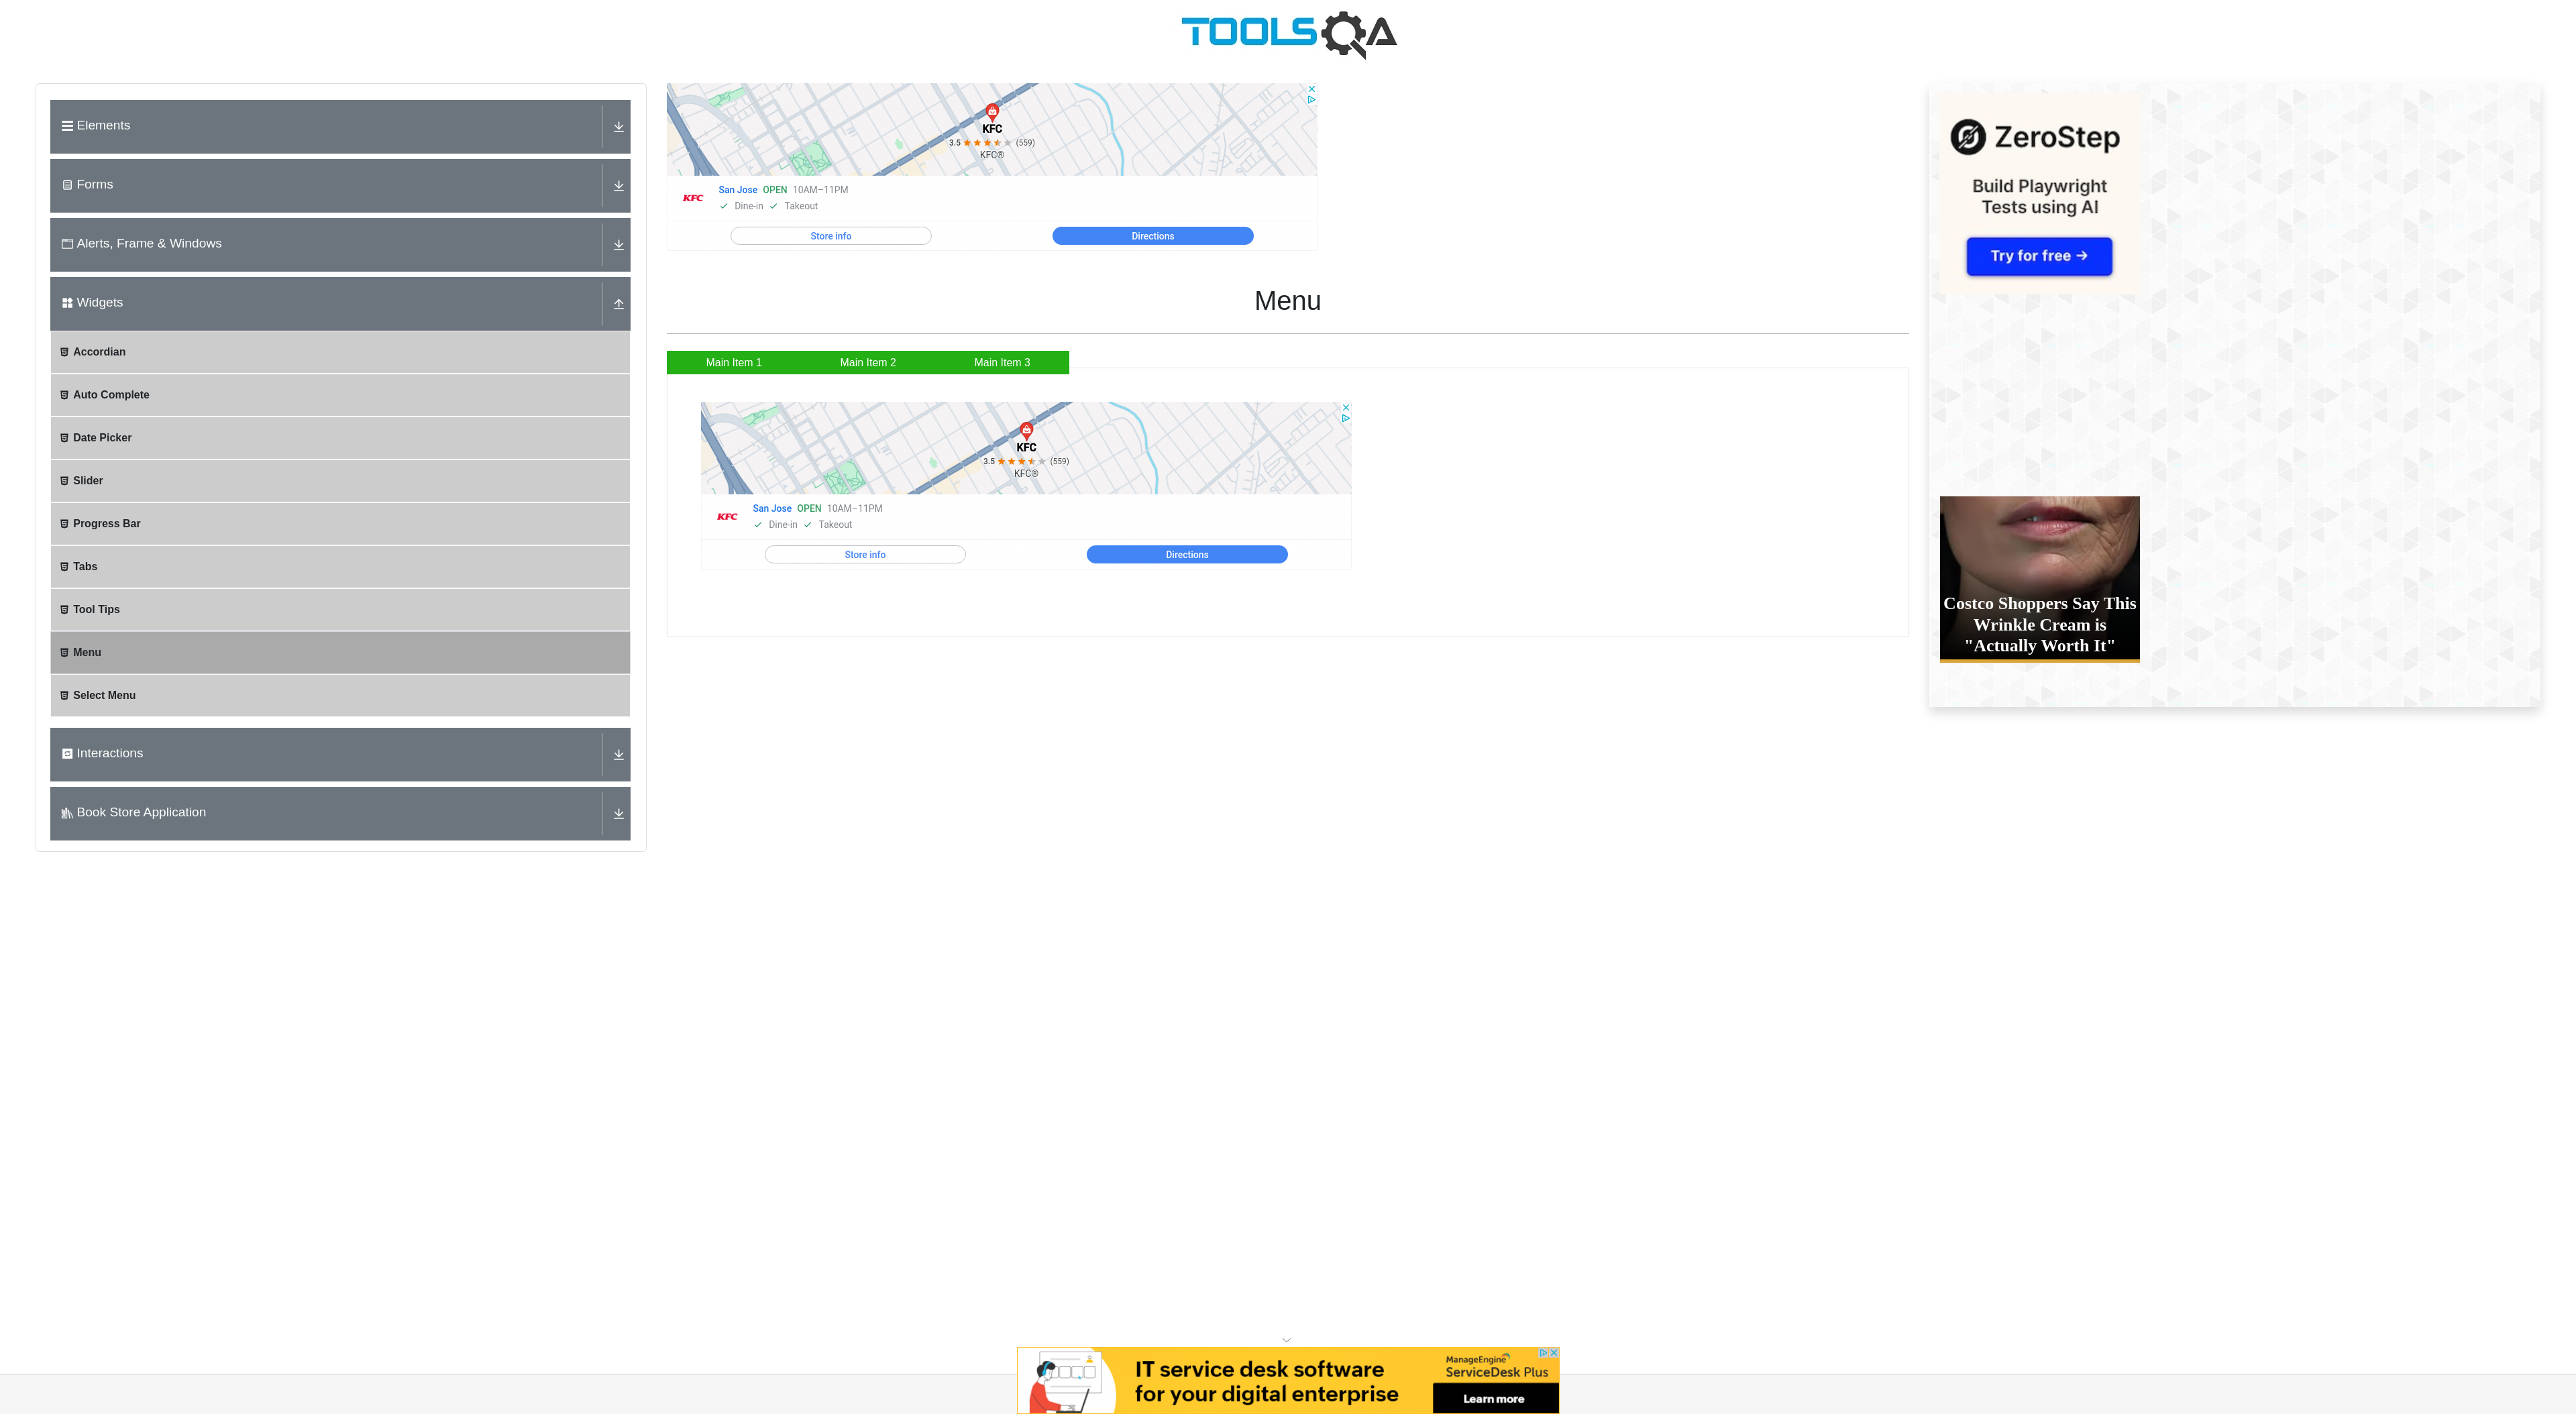 TOOLSQA
Elements
Forms
Alerts, Frame & Windows
Widgets
Accordian
Auto Complete
Date Picker
Slider
Progress Bar
Tabs
Tool Tips
Menu
Select Menu
Interactions
Book Store Application
KFC
3.5 (559)
KFC®
KFC
San Jose OPEN 10AM–11PM
Dine-in Takeout
Store info Directions
Menu
Main Item 1 Main Item 2 Main Item 3
KFC
3.5 (559)
KFC®
KFC
San Jose OPEN 10AM–11PM
Dine-in Takeout
Store info Directions
ZeroStep
Build Playwright
Tests using AI
Try for free →
Costco Shoppers Say This
Wrinkle Cream is
"Actually Worth It"
IT service desk software
for your digital enterprise
ManageEngine
ServiceDesk Plus
Learn more